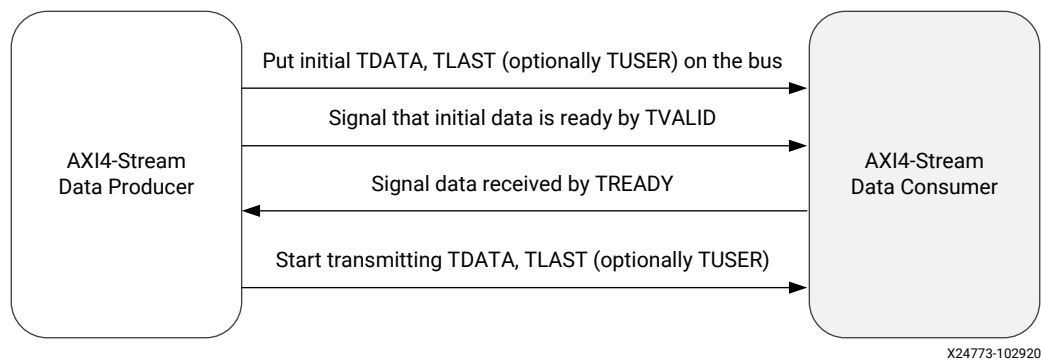 Put initial TDATA, TLAST (optionally TUSER) on the bus
Signal that initial data is ready by TVALID
AXI4-Stream
Data Producer
AXI4-Stream
Data Consumer
Signal data received by TREADY
Start transmitting TDATA, TLAST (optionally TUSER)
X24773-102920